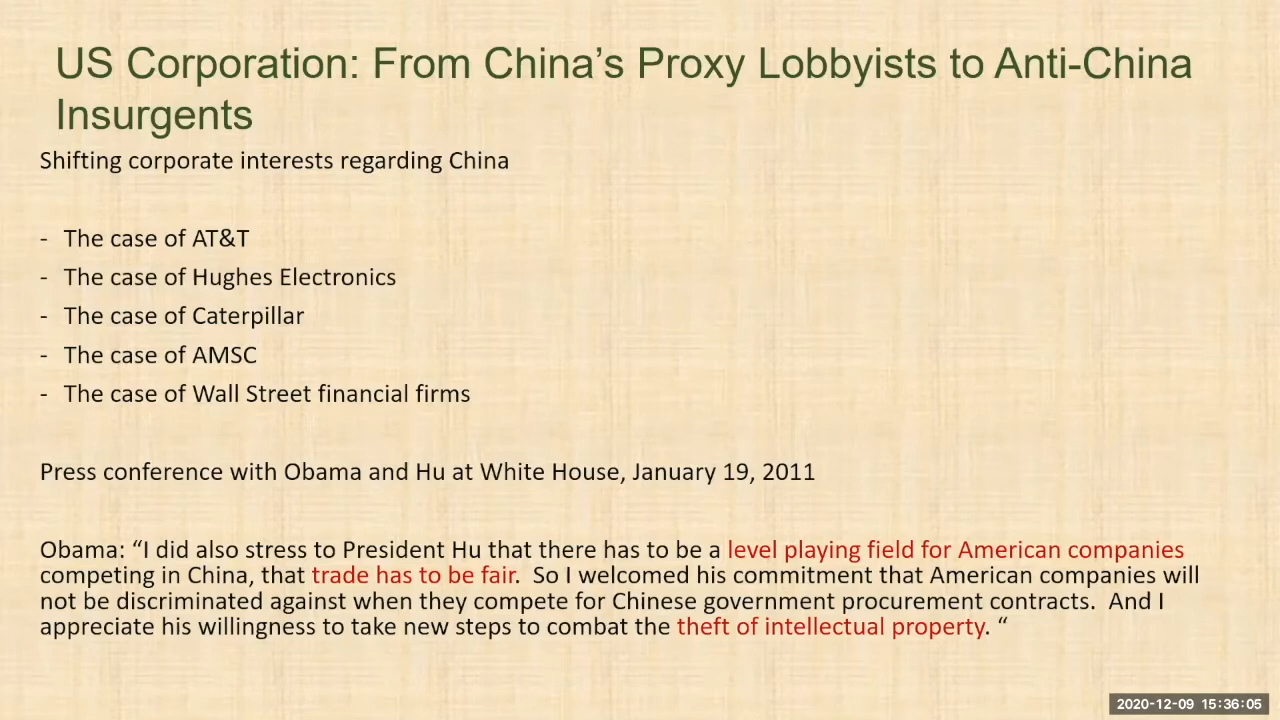 US Corporation: From China’s Proxy Lobbyists to Anti-China
Insurgents
Shifting corporate interests regarding China
- The case of AT&T
- The case of Hughes Electronics
- The case of Caterpillar
- The case of AMSC
- The case of Wall Street financial firms
Press conference with Obama and Hu at White House, January 19, 2011
Obama: “I did also stress to President Hu that there has to be a level playing field for American companies
competing in China, that trade has to be fair.  So I welcomed his commitment that American companies will
not be discriminated against when they compete for Chinese government procurement contracts.  And I
appreciate his willingness to take new steps to combat the theft of intellectual property. “
2020-12-09 15:36:05